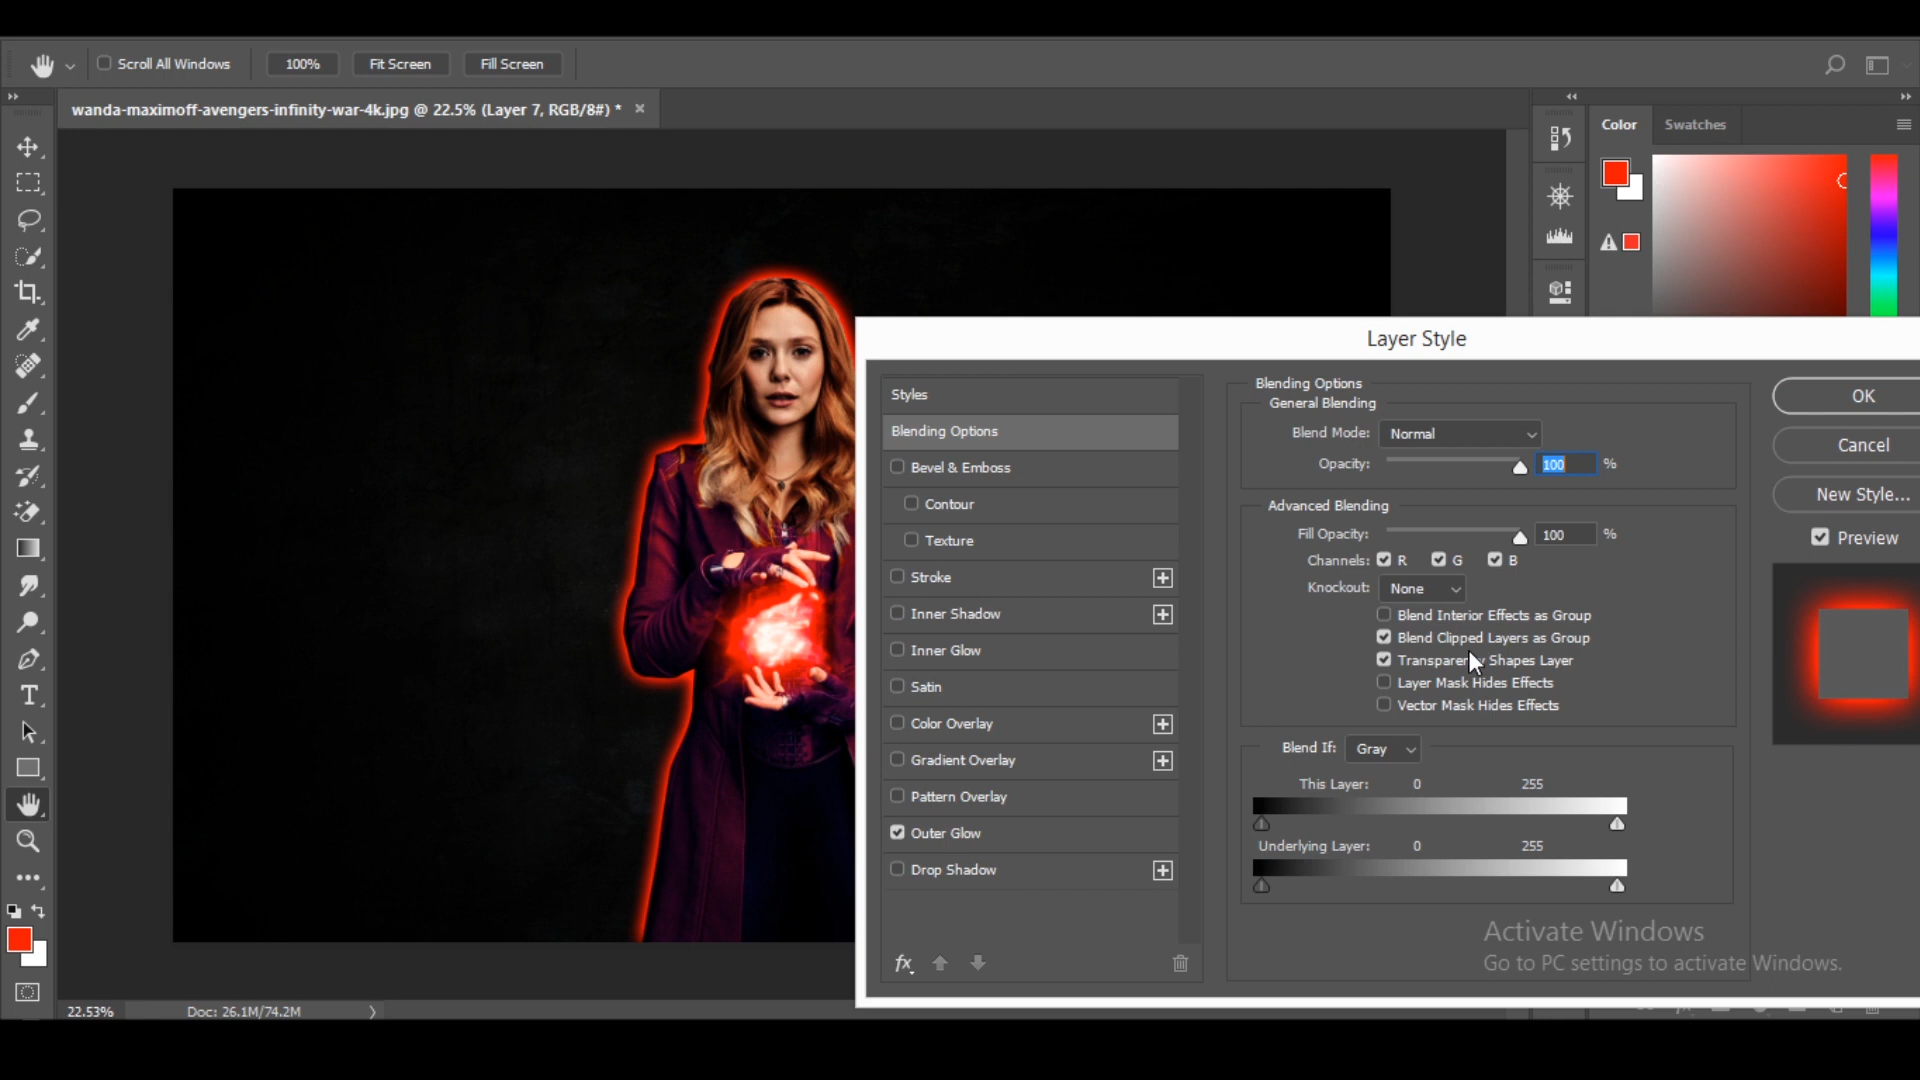 Scroll All Windows
100%
Fit Screen
Fill Screen
wanda-maximoff-avengers-infinity-war-4k.jpg @ 22.5% (Layer 7, RGB/8#) * ×
Color
Swatches
Layer Style
Styles
Blending Options
Bevel & Emboss
Contour
Texture
Stroke
Inner Shadow
Inner Glow
Satin
Color Overlay
Gradient Overlay
Pattern Overlay
Outer Glow
Drop Shadow
fx
Blending Options
General Blending
Blend Mode: Normal
Opacity: 100 %
Advanced Blending
Fill Opacity: 100 %
Channels: R G B
Knockout: None
Blend Interior Effects as Group
Blend Clipped Layers as Group
Transparency Shapes Layer
Layer Mask Hides Effects
Vector Mask Hides Effects
Blend If: Gray
This Layer: 0 255
Underlying Layer: 0 255
OK
Cancel
New Style...
Preview
Activate Windows
Go to PC settings to activate Windows.
22.53%
Doc: 26.1M/74.2M